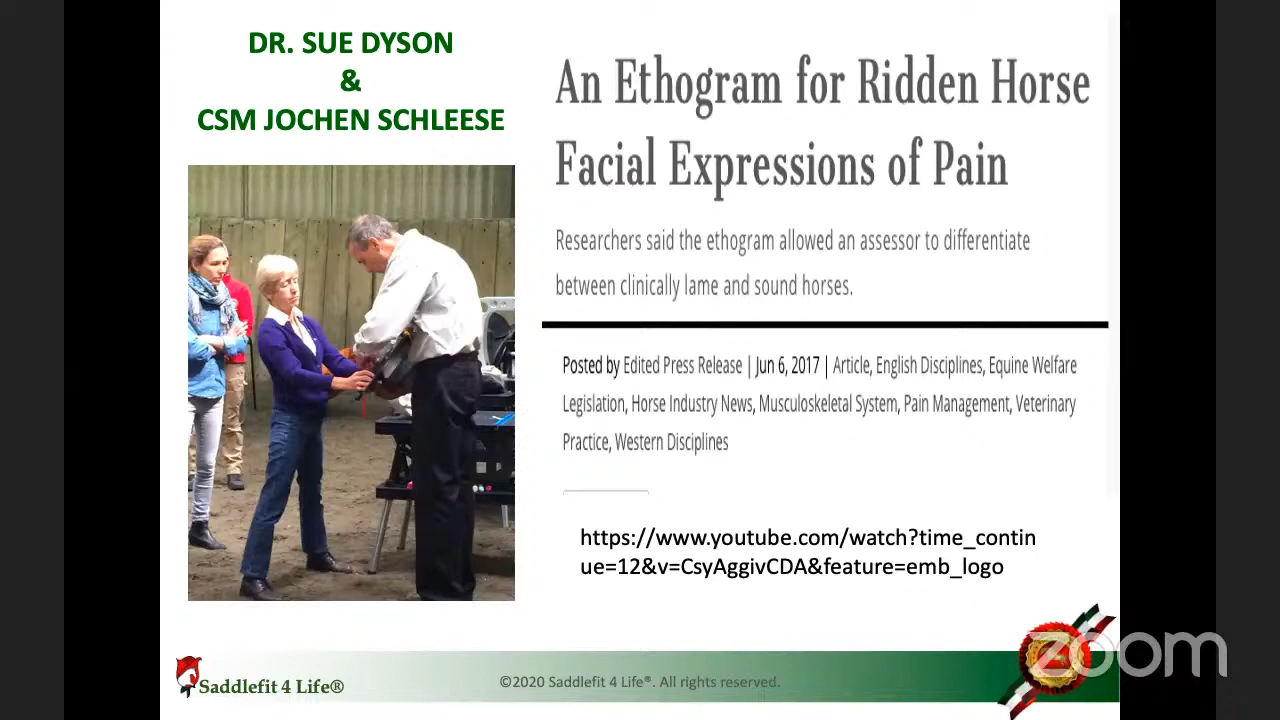 DR. SUE DYSON
&
CSM JOCHEN SCHLEESE
An Ethogram for Ridden Horse
Facial Expressions of Pain
Researchers said the ethogram allowed an assessor to differentiate
between clinically lame and sound horses.
Posted by Edited Press Release | Jun 6, 2017 | Article, English Disciplines, Equine Welfare
Legislation, Horse Industry News, Musculoskeletal System, Pain Management, Veterinary
Practice, Western Disciplines
https://www.youtube.com/watch?time_contin
ue=12&v=CsyAggivCDA&feature=emb_logo
Saddlefit 4 Life®
©2020 Saddlefit 4 Life®. All rights reserved.
zoom